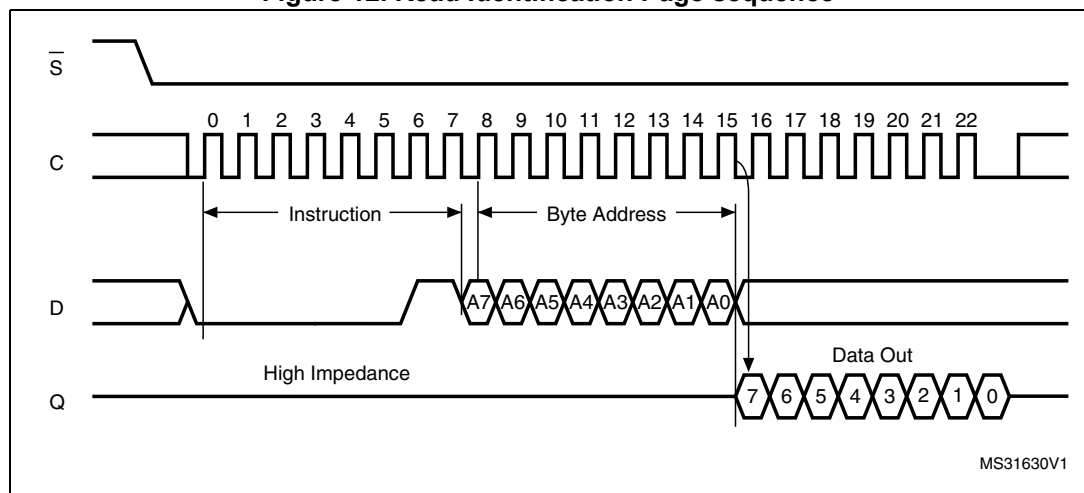 Figure 12. Read Identification Page sequence
S̅
0 1 2 3 4 5 6 7 8 9 10 11 12 13 14 15 16 17 18 19 20 21 22
C
Instruction Byte Address
D A7 A6 A5 A4 A3 A2 A1 A0
Data Out
High Impedance
Q 7 6 5 4 3 2 1 0
MS31630V1